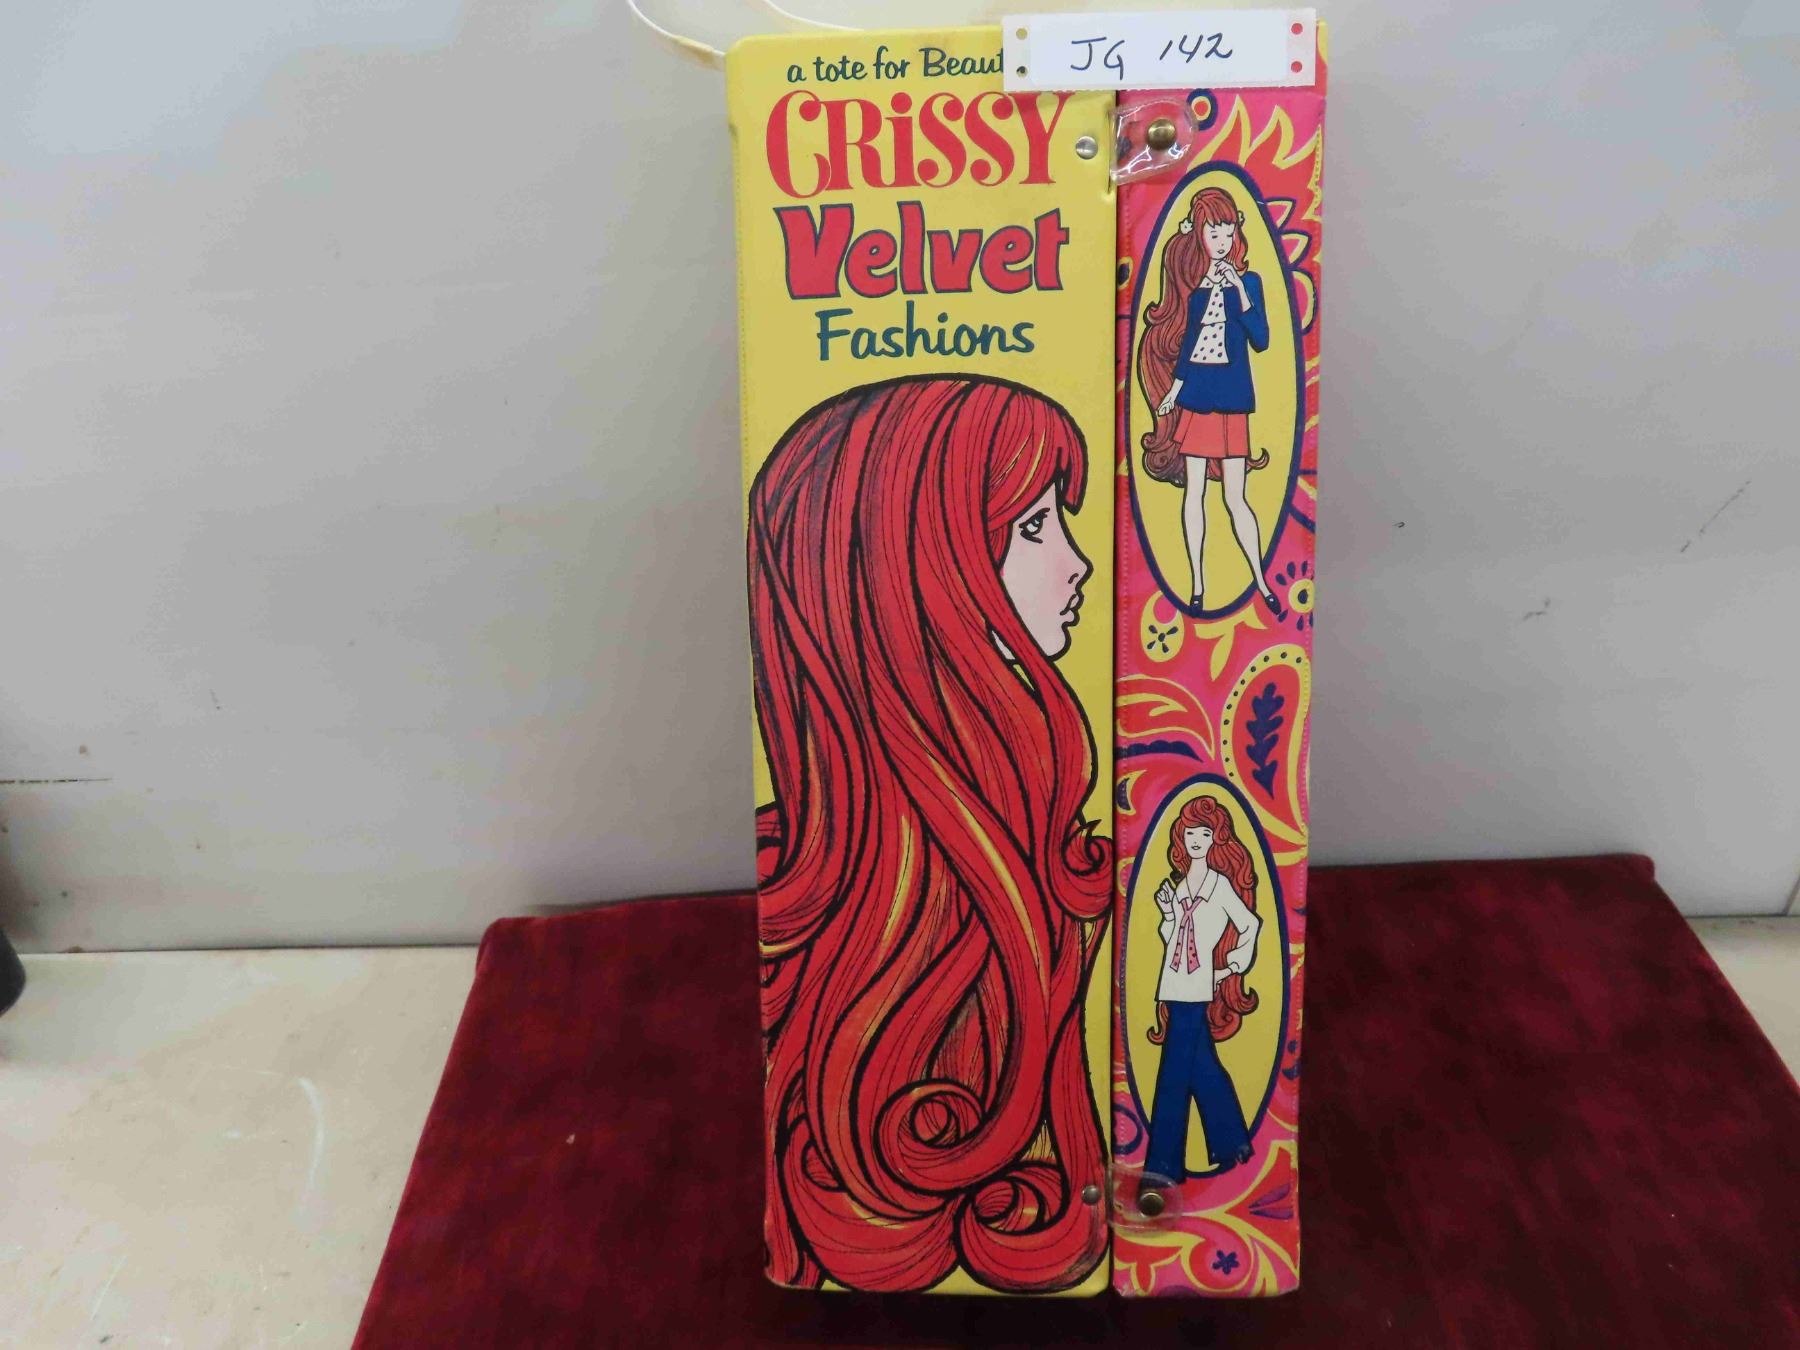 JG 142
a tote for Beaut
CRiSSY
Velvet
Fashions